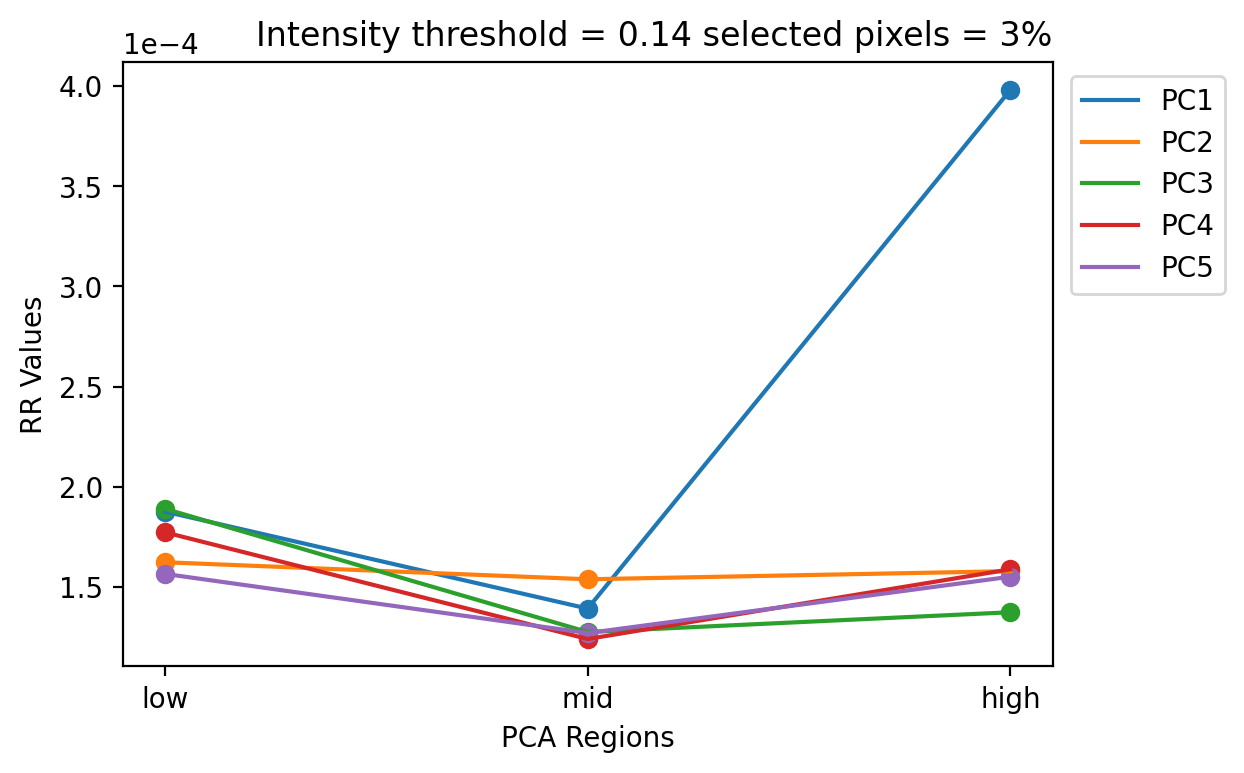 1e−4
Intensity threshold = 0.14 selected pixels = 3%
4.0
3.5
3.0
2.5
2.0
1.5
RR Values
low
mid
high
PCA Regions
PC1
PC2
PC3
PC4
PC5